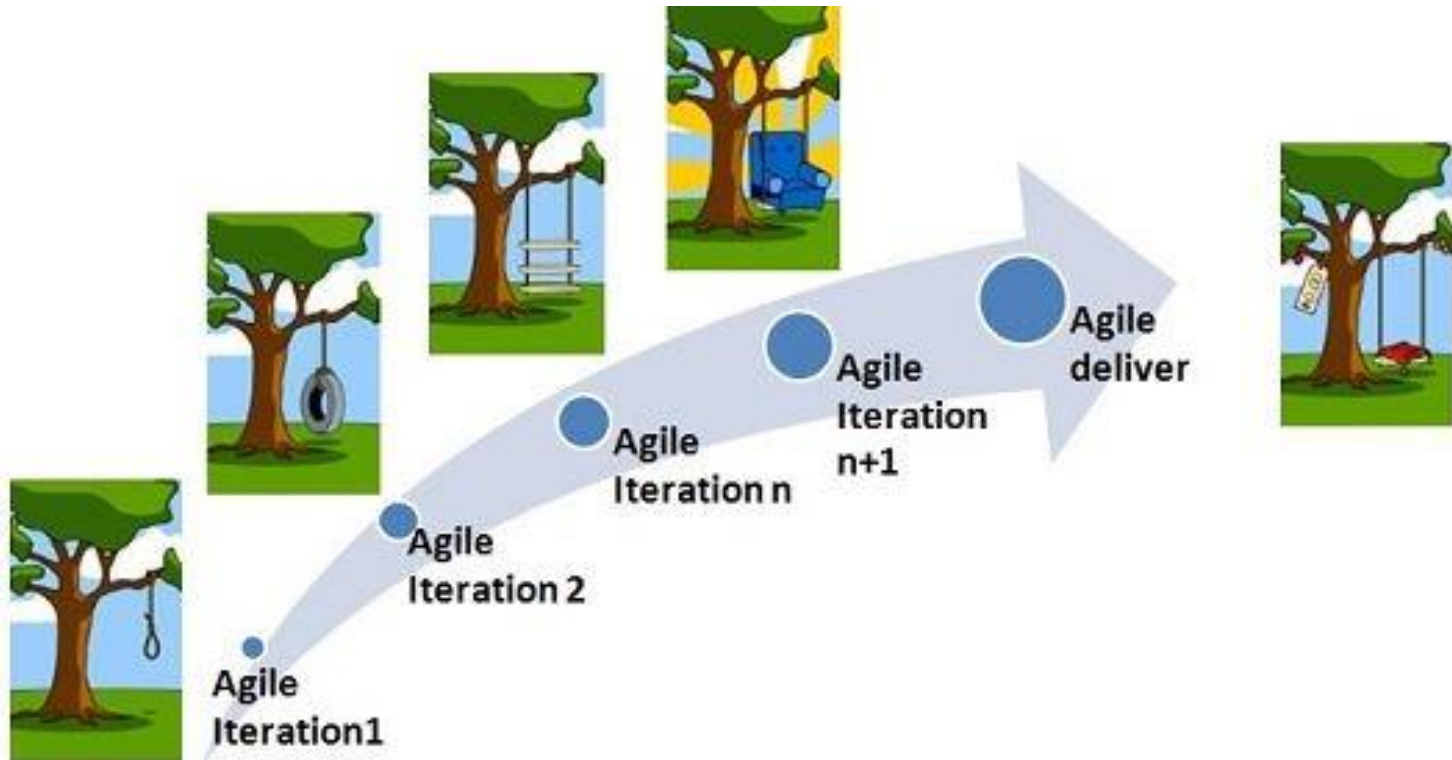 Agile
Iteration1
Agile
Iteration 2
Agile
Iteration n
Agile
Iteration
n+1
Agile
deliver